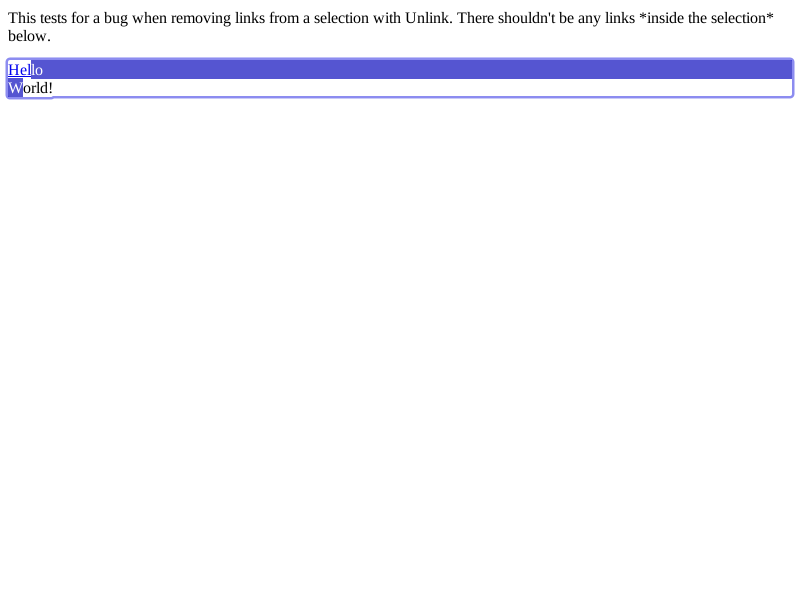 This tests for a bug when removing links from a selection with Unlink. There shouldn't be any links *inside the selection*
below.
Hello
World!